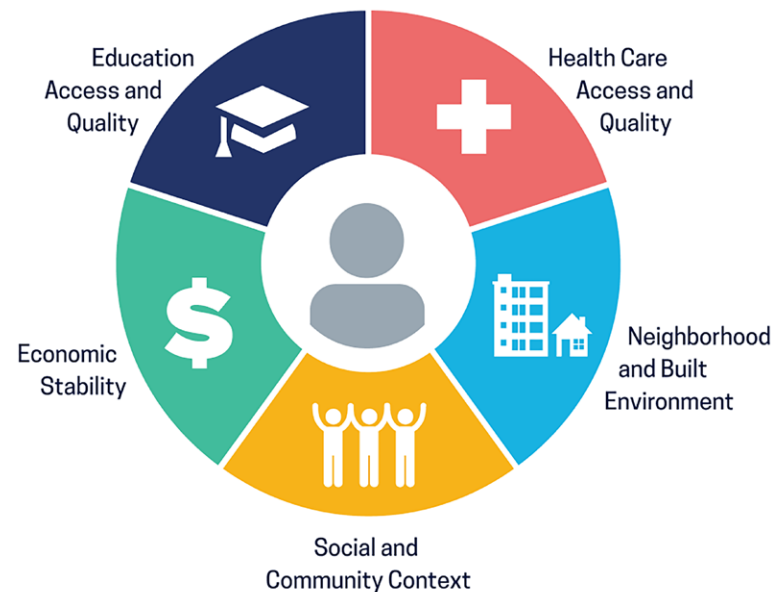 Education
Access and
Quality
Health Care
Access and
Quality
$
Economic
Stability
Neighborhood
and Built
Environment
Social and
Community Context